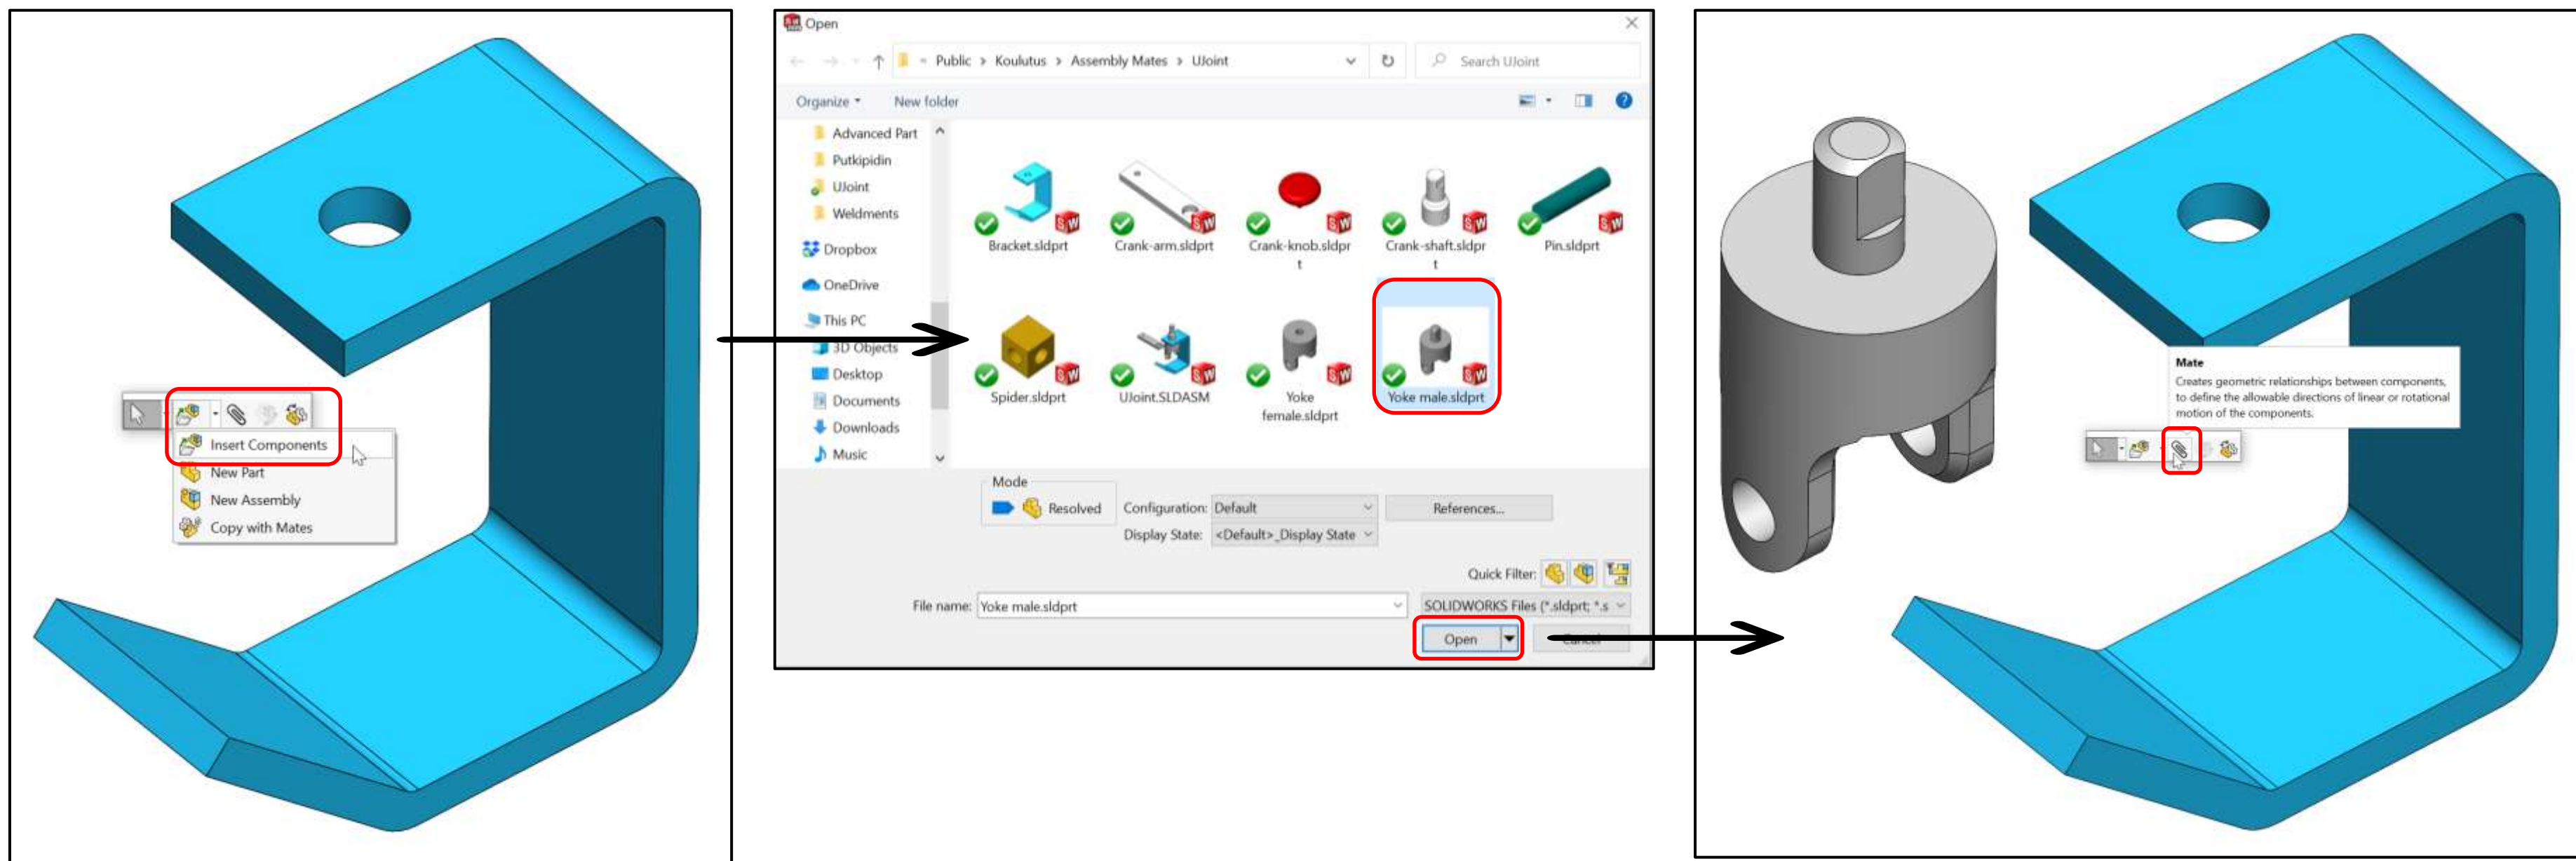 Insert Components
New Part
New Assembly
Copy with Mates
Open
« Public > Koulutus > Assembly Mates > UJoint
Search UJoint
Organize
New folder
Advanced Part
Putkipidin
UJoint
Weldments
Dropbox
OneDrive
This PC
3D Objects
Desktop
Documents
Downloads
Music
Bracket.sldprt
Crank-arm.sldprt
Crank-knob.sldpr
t
Crank-shaft.sldpr
t
Pin.sldprt
Spider.sldprt
UJoint.SLDASM
Yoke
female.sldprt
Yoke male.sldprt
Mode
Resolved
Configuration: Default
References...
Display State: <Default>_Display State
Quick Filter:
File name: Yoke male.sldprt
SOLIDWORKS Files (*.sldprt; *.s
Open
Cancel
Mate
Creates geometric relationships between components,
to define the allowable directions of linear or rotational
motion of the components.